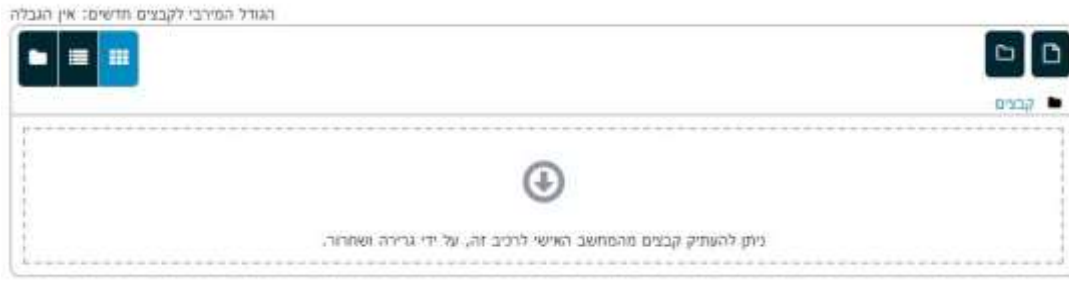 הגודל המירבי לקבצים חדשים: אין הגבלה
קבצים
ניתן להעתיק קבצים מהמחשב האישי לרכיב זה, על ידי גרירה ושחרור.